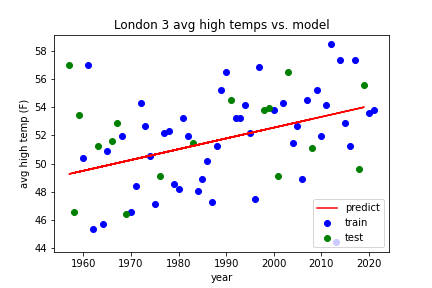 London 3 avg high temps vs. model
avg high temp (F)
58
56
54
52
50
48
46
44
1960
1970
1980
1990
2000
2010
2020
year
predict
train
test